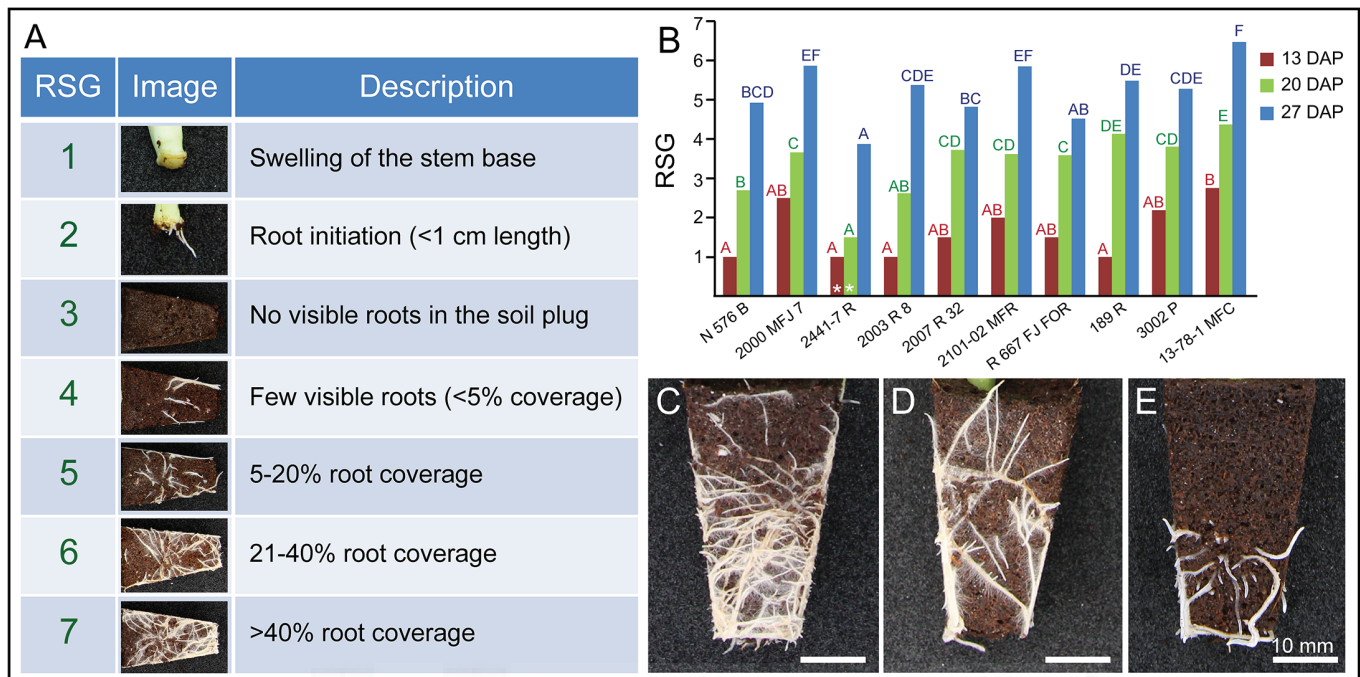 A
RSG Image Description
1 Swelling of the stem base
2 Root initiation (<1 cm length)
3 No visible roots in the soil plug
4 Few visible roots (<5% coverage)
5 5-20% root coverage
6 21-40% root coverage
7 >40% root coverage
B
RSG
7
6
5
4
3
2
1
A B BCD
AB C EF
A A A
* *
A AB CDE
AB CD BC
AB CD EF
AB C AB
A DE DE
AB CD CDE
B E F
13 DAP
20 DAP
27 DAP
N 576 B
2000 MFJ 7
2441-7 R
2003 R 8
2007 R 32
2101-02 MFR
R 667 FJ FOR
189 R
3002 P
13-78-1 MFC
C
D
E
10 mm